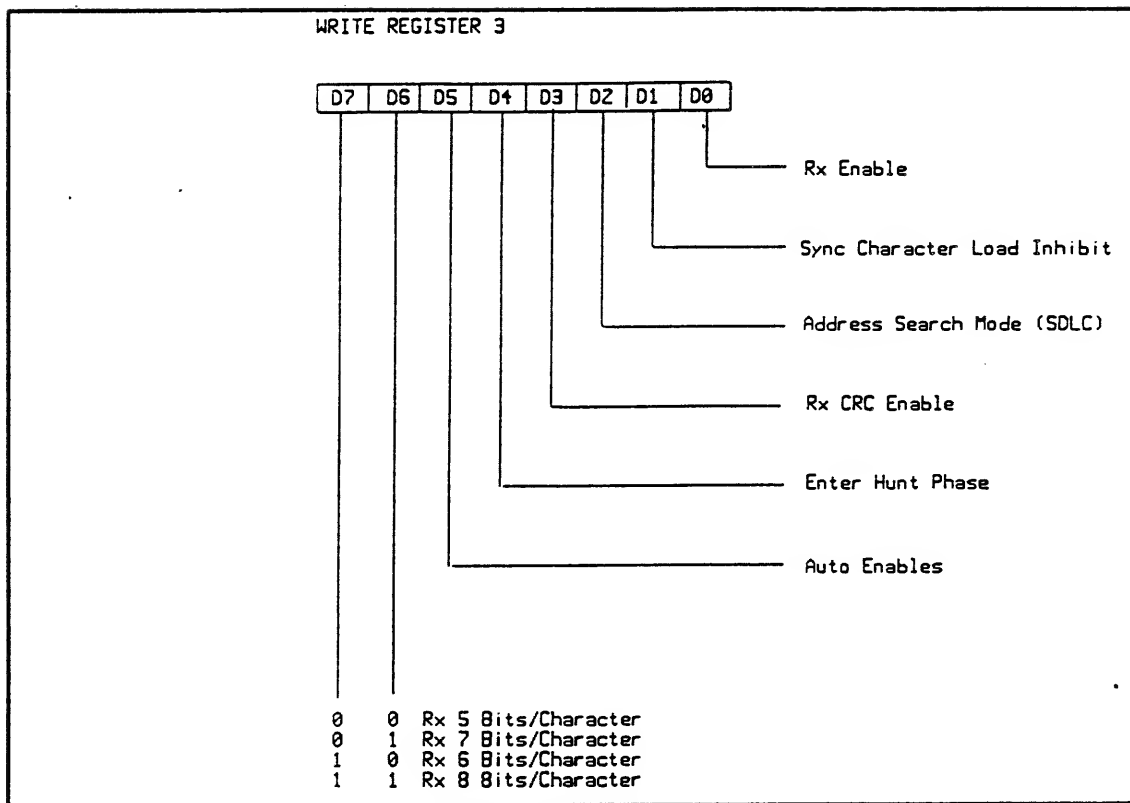 WRITE REGISTER 3
D7 D6 D5 D4 D3 D2 D1 D0
Rx Enable
Sync Character Load Inhibit
Address Search Mode (SDLC)
Rx CRC Enable
Enter Hunt Phase
Auto Enables
0 0 Rx 5 Bits/Character
0 1 Rx 7 Bits/Character
1 0 Rx 6 Bits/Character
1 1 Rx 8 Bits/Character